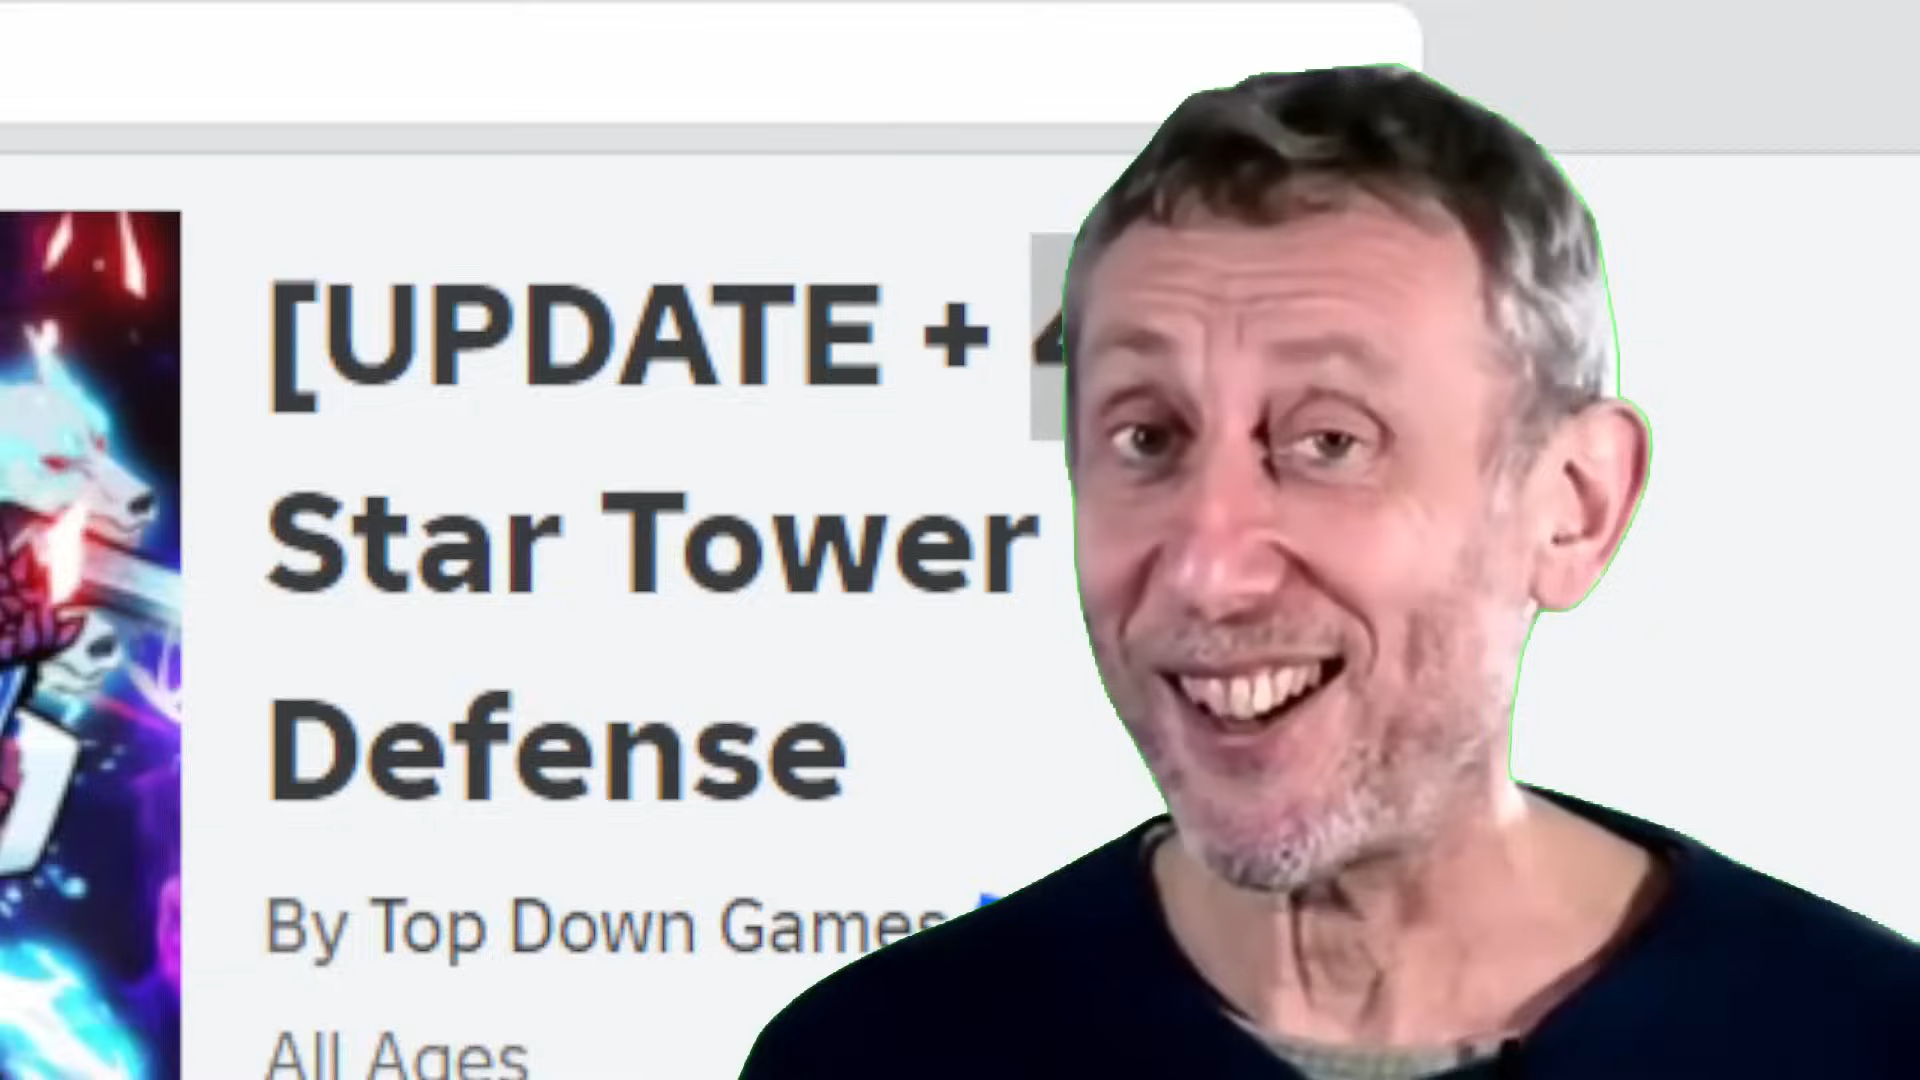 [UPDATE +
Star Tower
Defense
By Top Down Games
All Ages